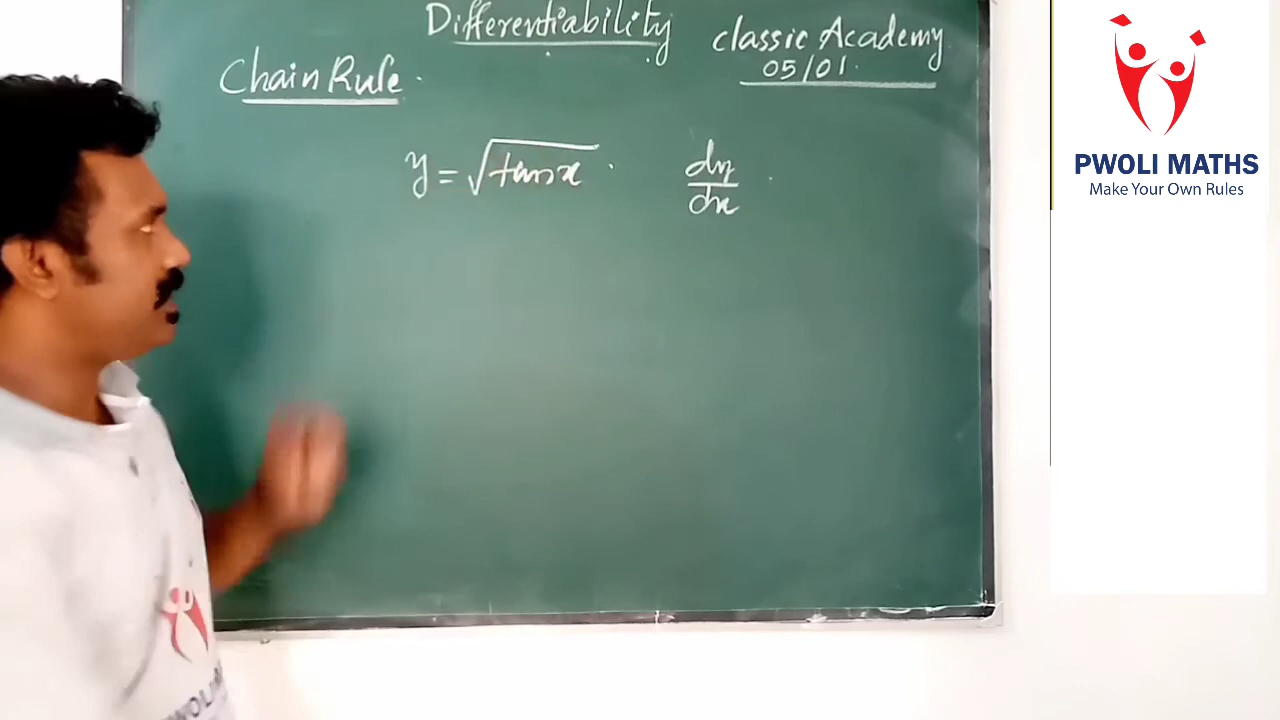 Differentiability
classic Academy
05/01.
Chain Rule.
y = √tanx . dy/dx .
PWOLI MATHS
Make Your Own Rules